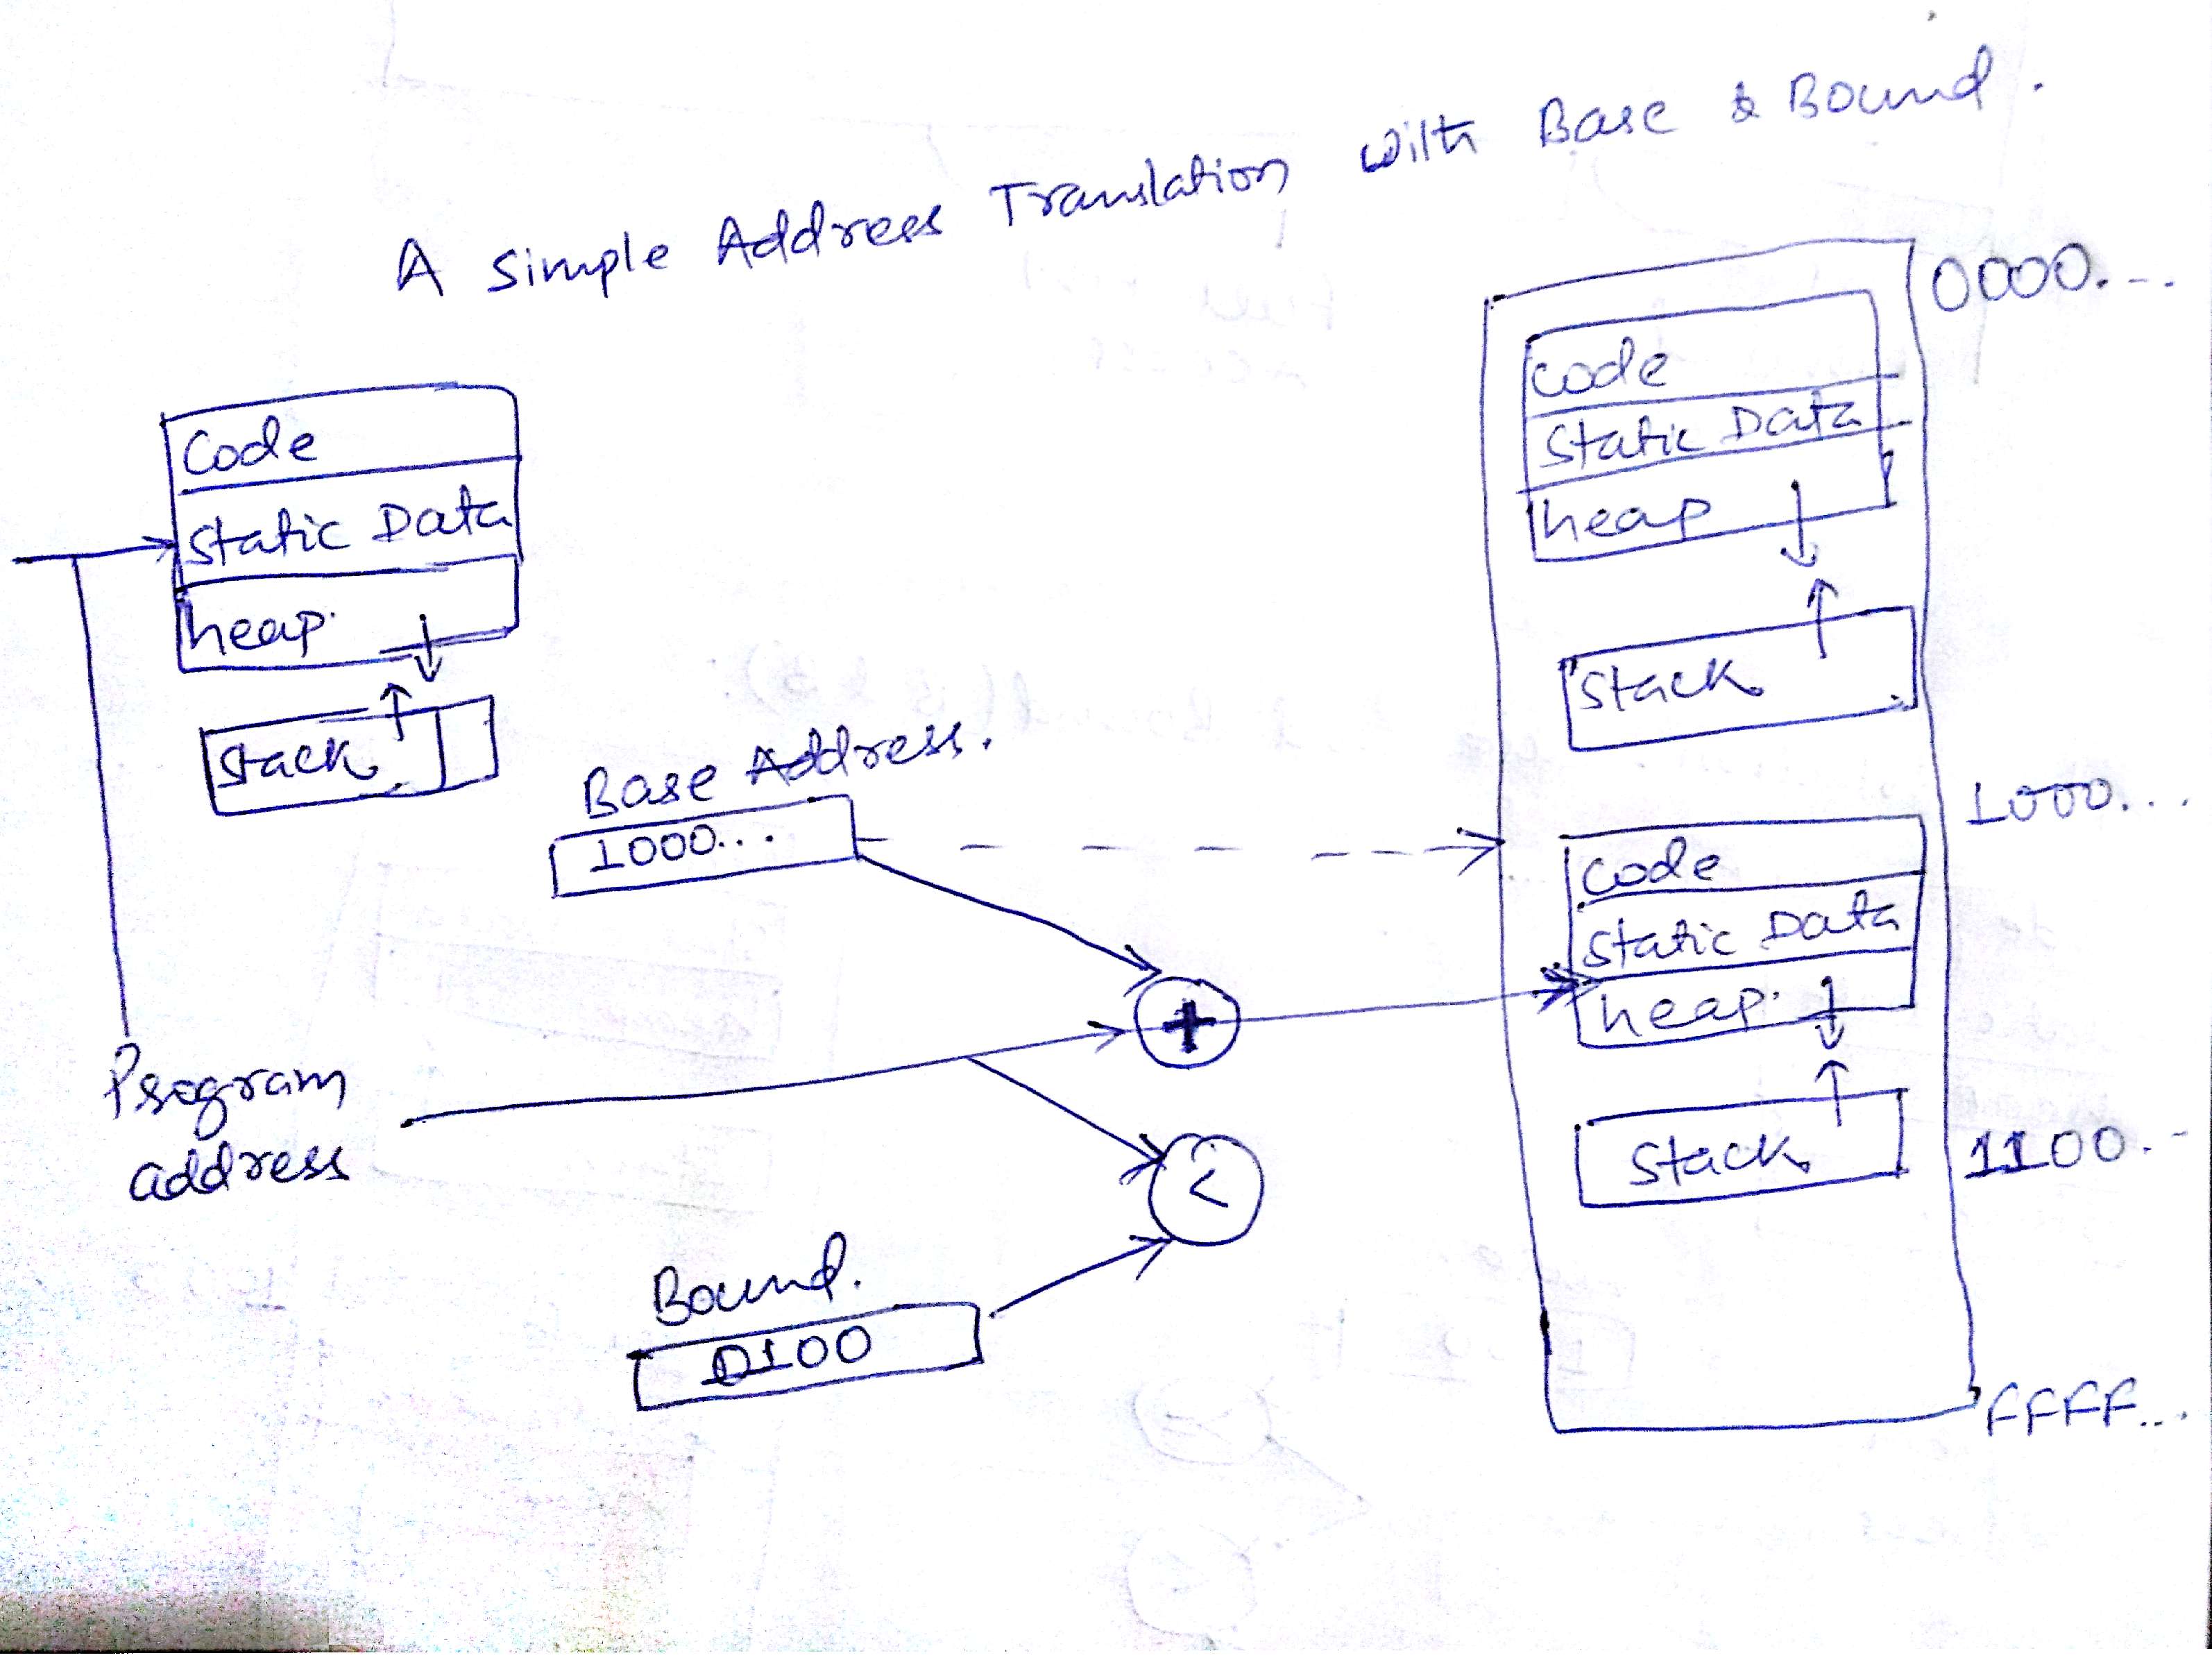 A Simple Address Translation with Base & Bound.
Code
Static Data
heap.
Stack
Base Address.
1000...
Program
address
+
<
Bound.
0100
0000....
Code
Static Data
heap
Stack
1000...
Code
Static Data
heap.
Stack
1100..
FFFF...